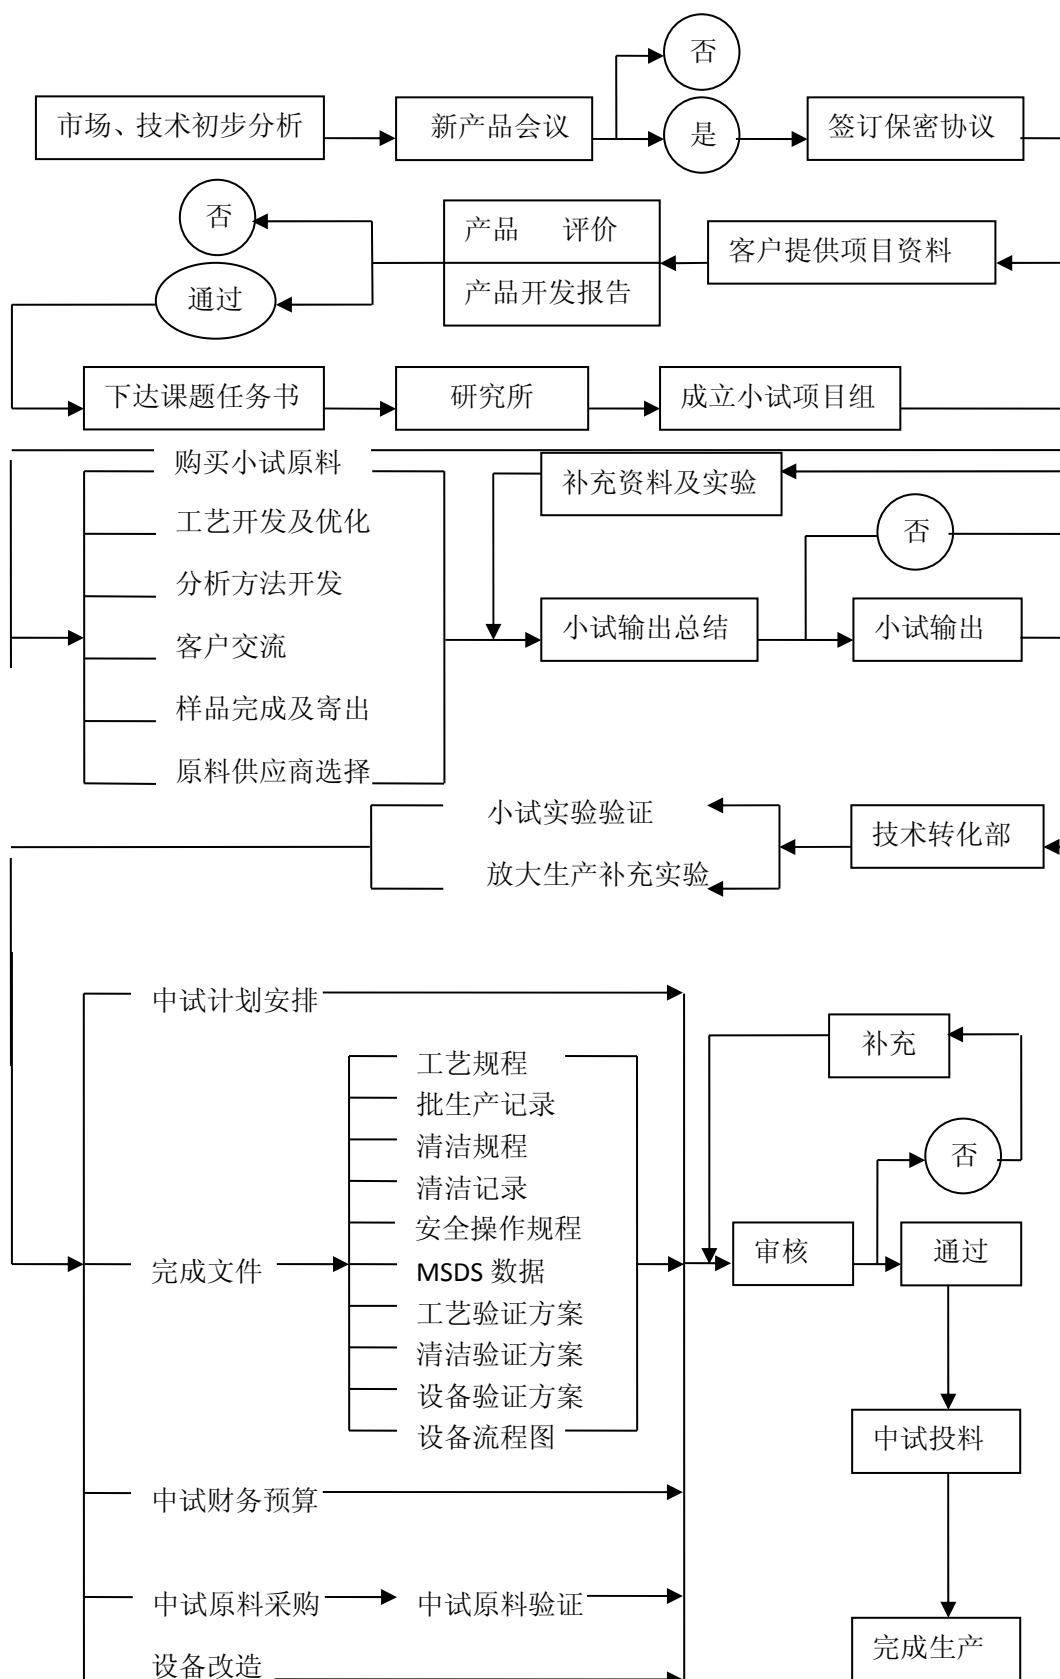 否
市场、技术初步分析
新产品会议
是
签订保密协议
否
产品 评价
客户提供项目资料
通过
产品开发报告
下达课题任务书
研究所
成立小试项目组
购买小试原料
补充资料及实验
工艺开发及优化
否
分析方法开发
客户交流
小试输出总结
小试输出
样品完成及寄出
原料供应商选择
小试实验验证
技术转化部
放大生产补充实验
中试计划安排
补充
工艺规程
批生产记录
清洁规程
否
清洁记录
安全操作规程
审核
通过
完成文件
MSDS 数据
工艺验证方案
清洁验证方案
设备验证方案
设备流程图
中试投料
中试财务预算
中试原料采购
中试原料验证
完成生产
设备改造